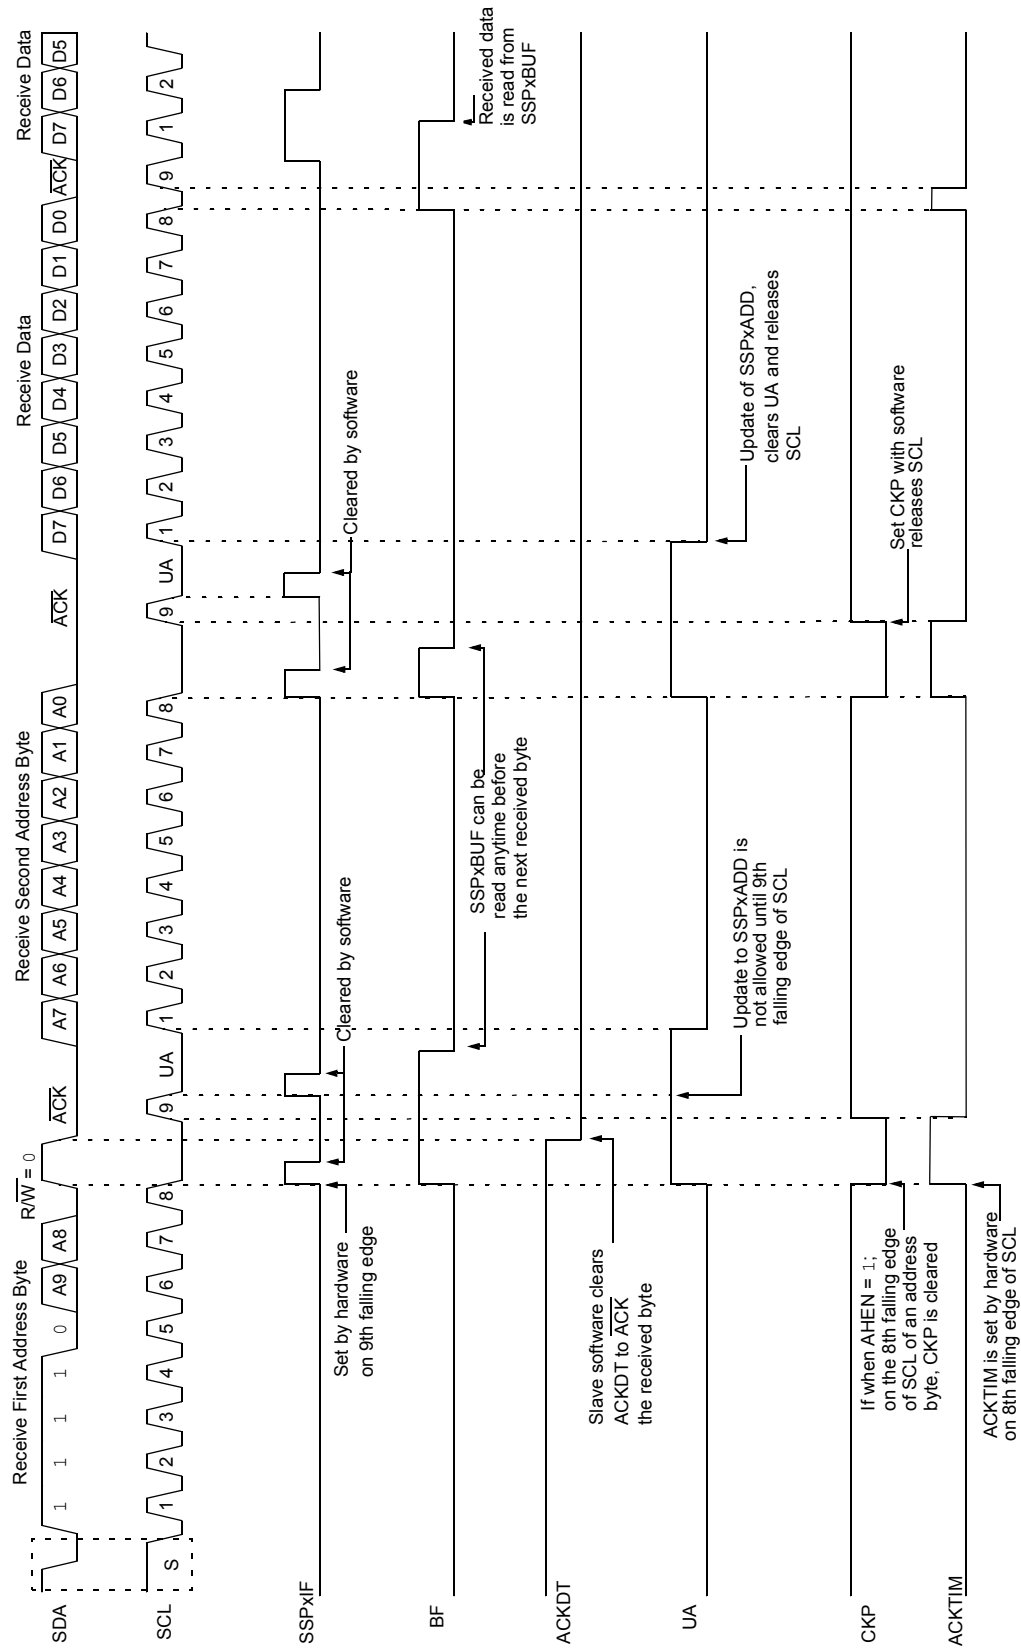 Receive First Address Byte
R/W = 0
Receive Second Address Byte
Receive Data
Receive Data
SDA
1 1 1 1 0 A9 A8
ACK
A7 A6 A5 A4 A3 A2 A1 A0
ACK
D7 D6 D5 D4 D3 D2 D1 D0
ACK
D7 D6 D5
SCL
S
1 2 3 4 5 6 7 8 9 UA
1 2 3 4 5 6 7 8 9 UA
1 2 3 4 5 6 7 8 9
1 2
SSPxIF
Set by hardware
on 9th falling edge
Cleared by software
Cleared by software
BF
SSPxBUF can be
read anytime before
the next received byte
Received data
is read from
SSPxBUF
ACKDT
Slave software clears
ACKDT to ACK
the received byte
UA
Update to SSPxADD is
not allowed until 9th
falling edge of SCL
Update of SSPxADD,
clears UA and releases
SCL
CKP
If when AHEN = 1;
on the 8th falling edge
of SCL of an address
byte, CKP is cleared
Set CKP with software
releases SCL
ACKTIM
ACKTIM is set by hardware
on 8th falling edge of SCL